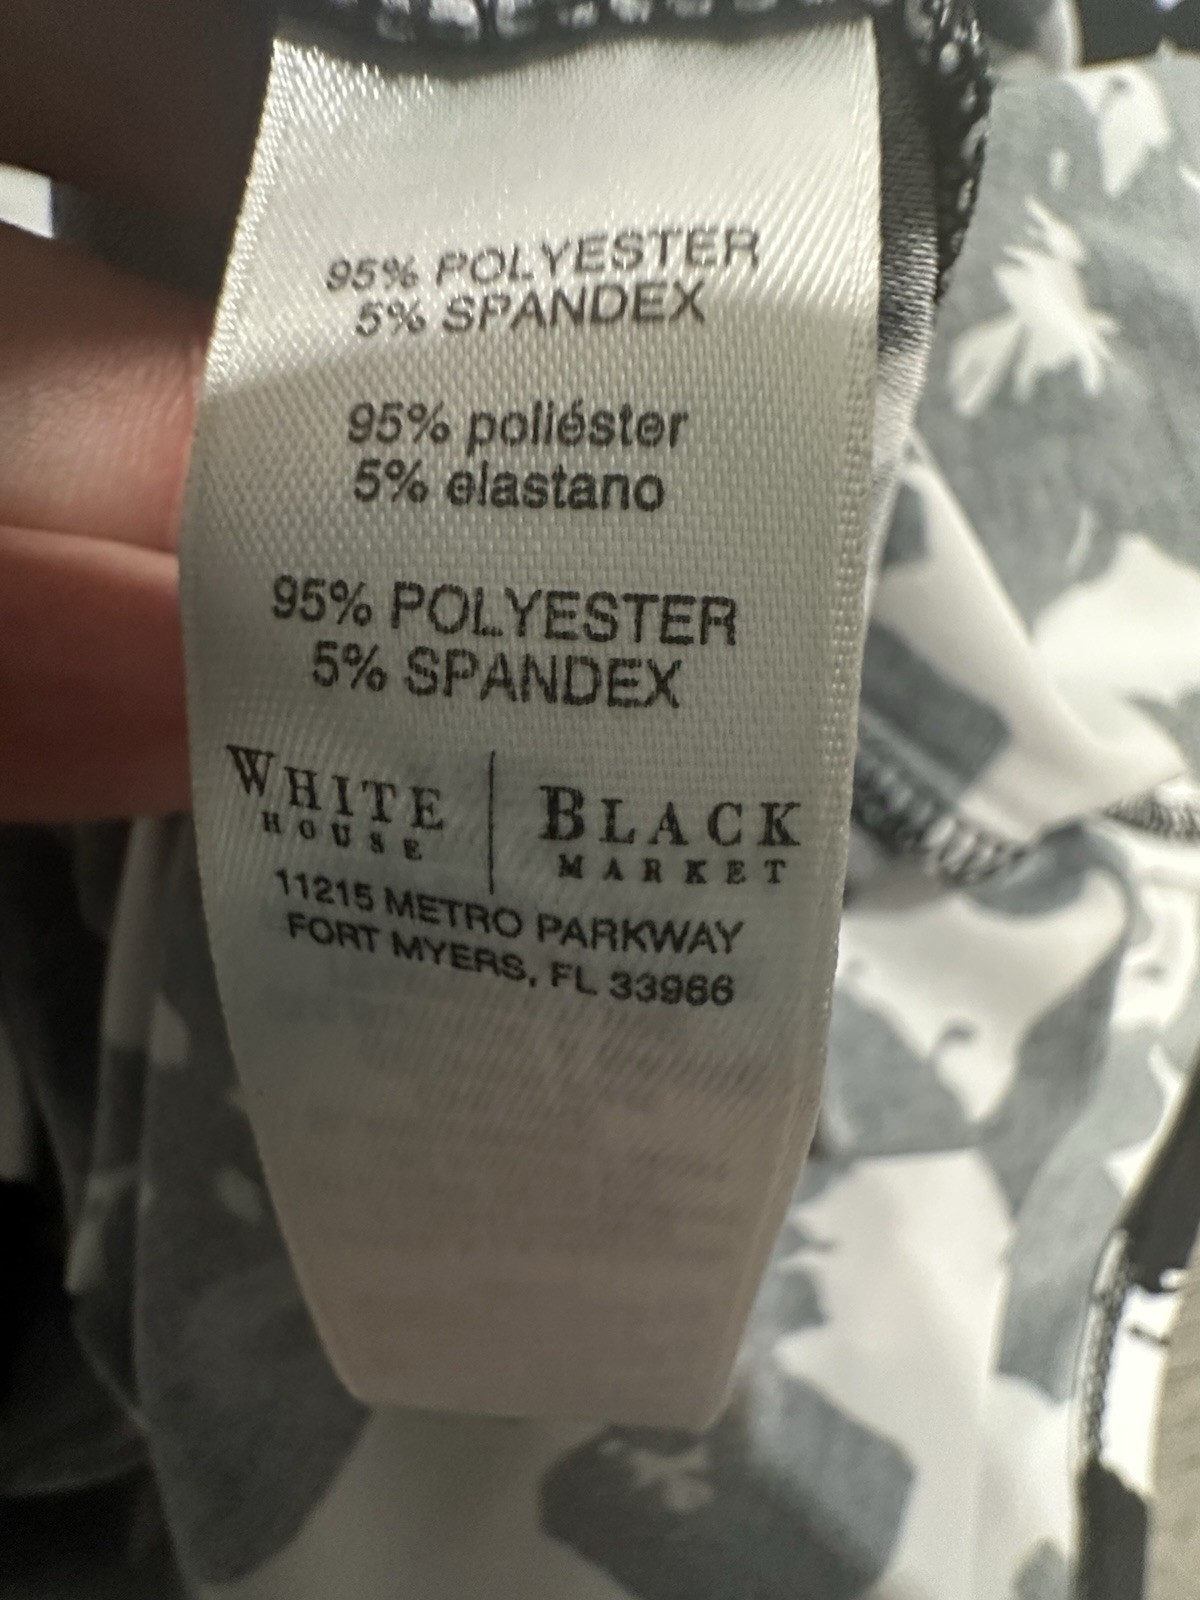 95% POLYESTER
5% SPANDEX
95% poliéster
5% elastano
95% POLYESTER
5% SPANDEX
WHITE BLACK
HOUSE MARKET
11215 METRO PARKWAY
FORT MYERS, FL 33966